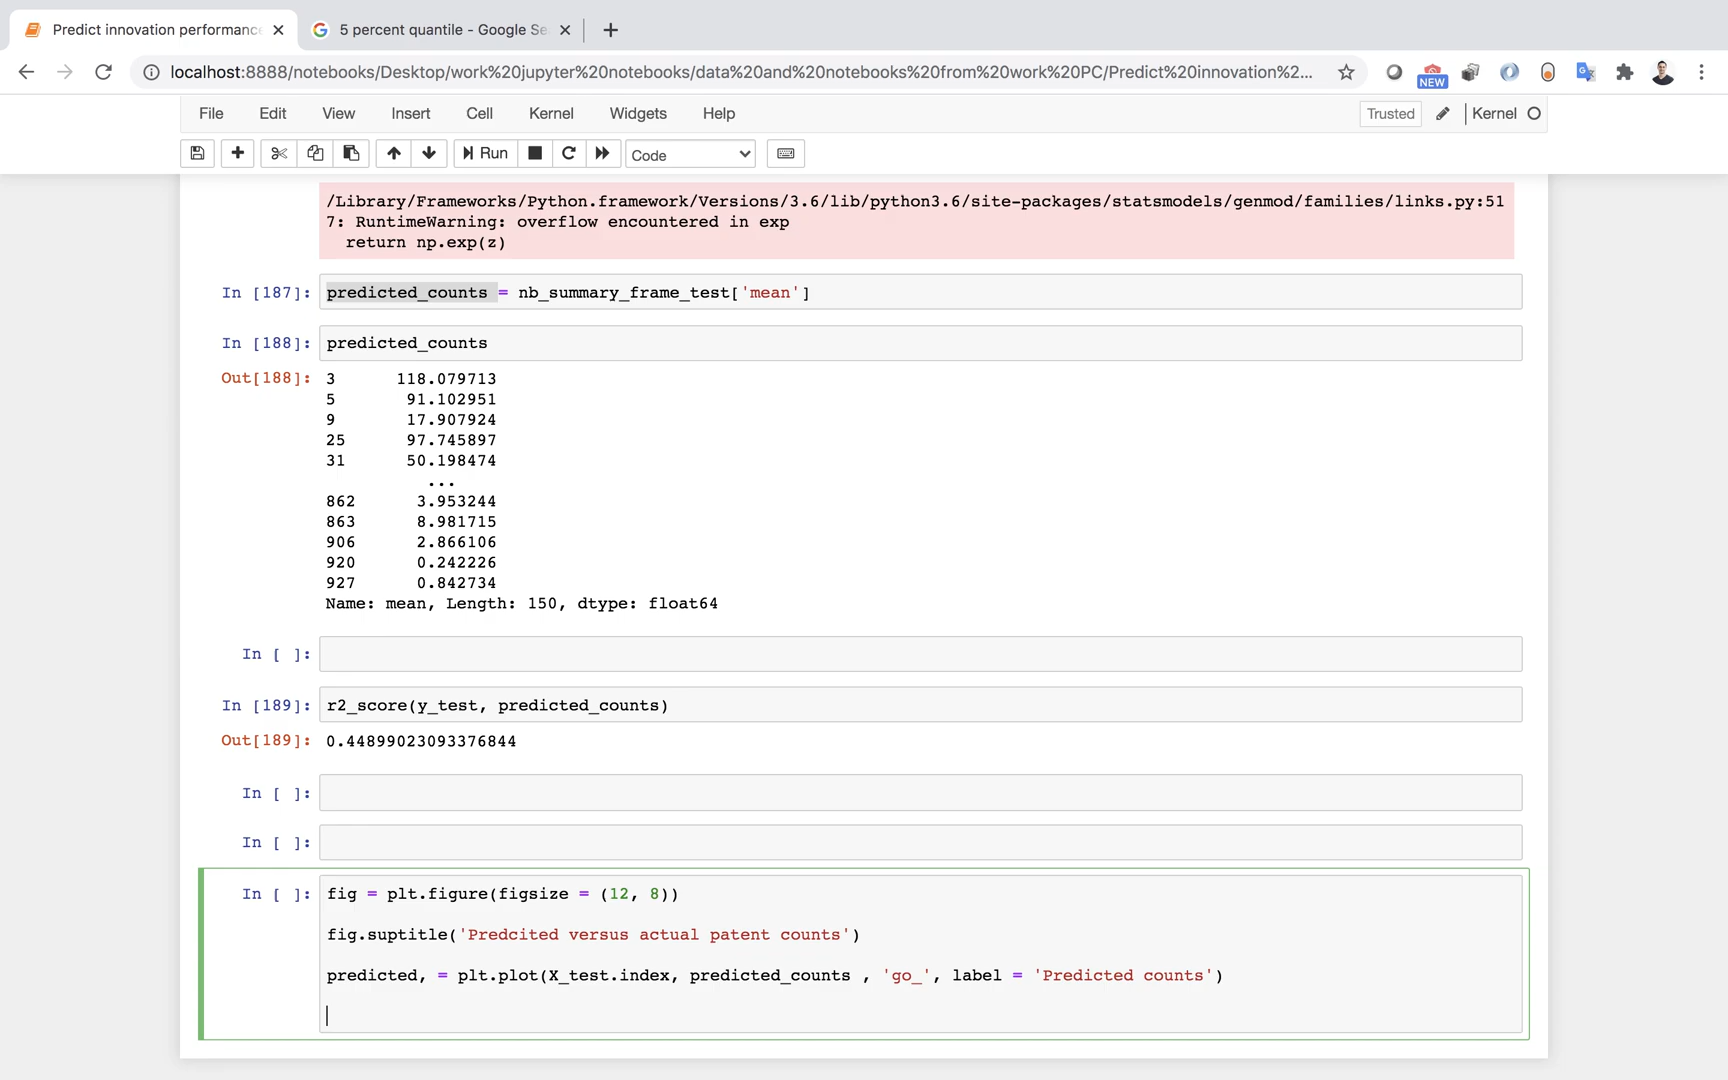 Predict innovation performance
5 percent quantile - Google Se
localhost:8888/notebooks/Desktop/work%20jupyter%20notebooks/data%20and%20notebooks%20from%20work%20PC/Predict%20innovation%2...
NEW
File Edit View Insert Cell Kernel Widgets Help
Trusted
Kernel
Run
Code
/Library/Frameworks/Python.framework/Versions/3.6/lib/python3.6/site-packages/statsmodels/genmod/families/links.py:51
7: RuntimeWarning: overflow encountered in exp
return np.exp(z)
In [187]: predicted_counts = nb_summary_frame_test['mean']
In [188]: predicted_counts
Out[188]: 3 118.079713
5 91.102951
9 17.907924
25 97.745897
31 50.198474
...
862 3.953244
863 8.981715
906 2.866106
920 0.242226
927 0.842734
Name: mean, Length: 150, dtype: float64
In [ ]:
In [189]: r2_score(y_test, predicted_counts)
Out[189]: 0.44899023093376844
In [ ]:
In [ ]:
In [ ]: fig = plt.figure(figsize = (12, 8))
fig.suptitle('Predcited versus actual patent counts')
predicted, = plt.plot(X_test.index, predicted_counts , 'go_', label = 'Predicted counts')